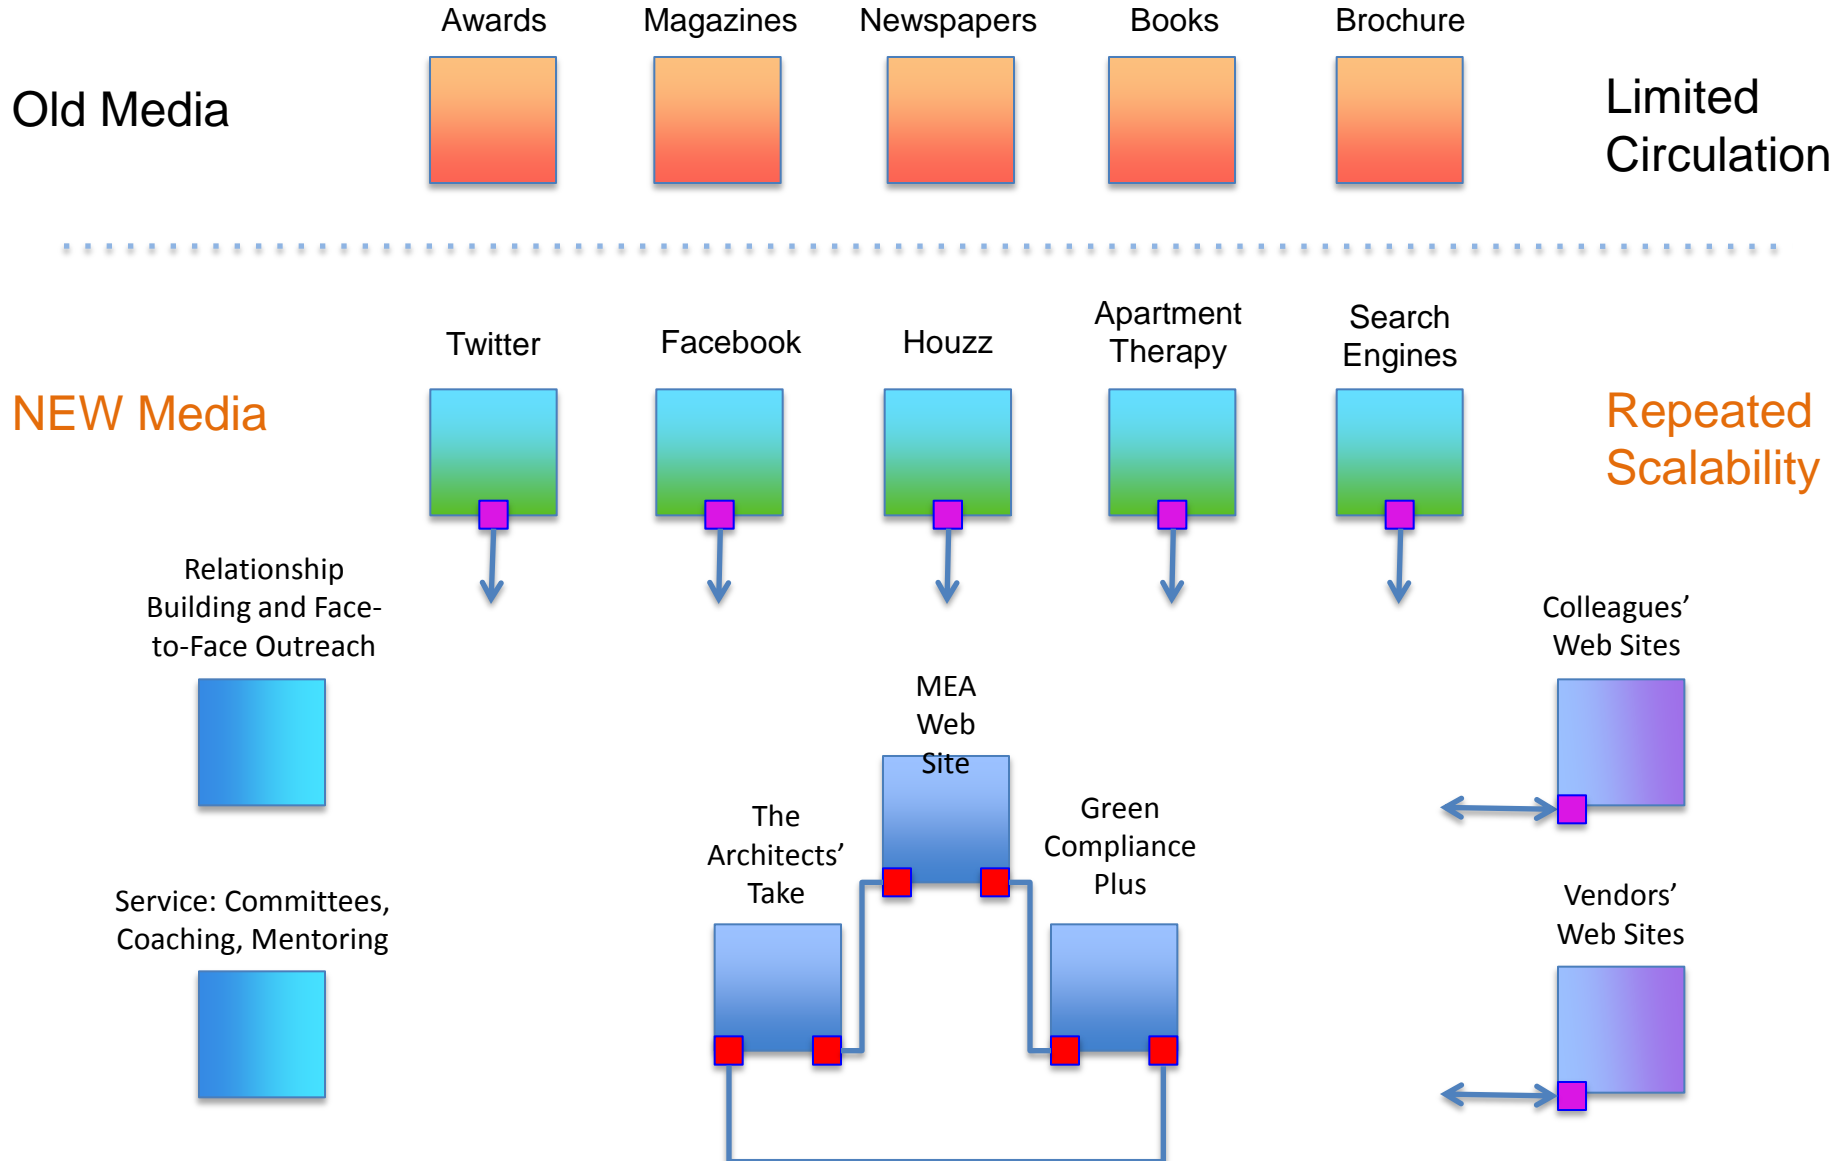 Awards
Magazines
Newspapers
Books
Brochure
Old Media
Limited
Circulation
Twitter
Facebook
Houzz
Apartment
Therapy
Search
Engines
NEW Media
Repeated
Scalability
Relationship
Building and Face-
to-Face Outreach
Colleagues’
Web Sites
MEA
Web
Site
The
Architects’
Take
Green
Compliance
Plus
Service: Committees,
Coaching, Mentoring
Vendors’
Web Sites